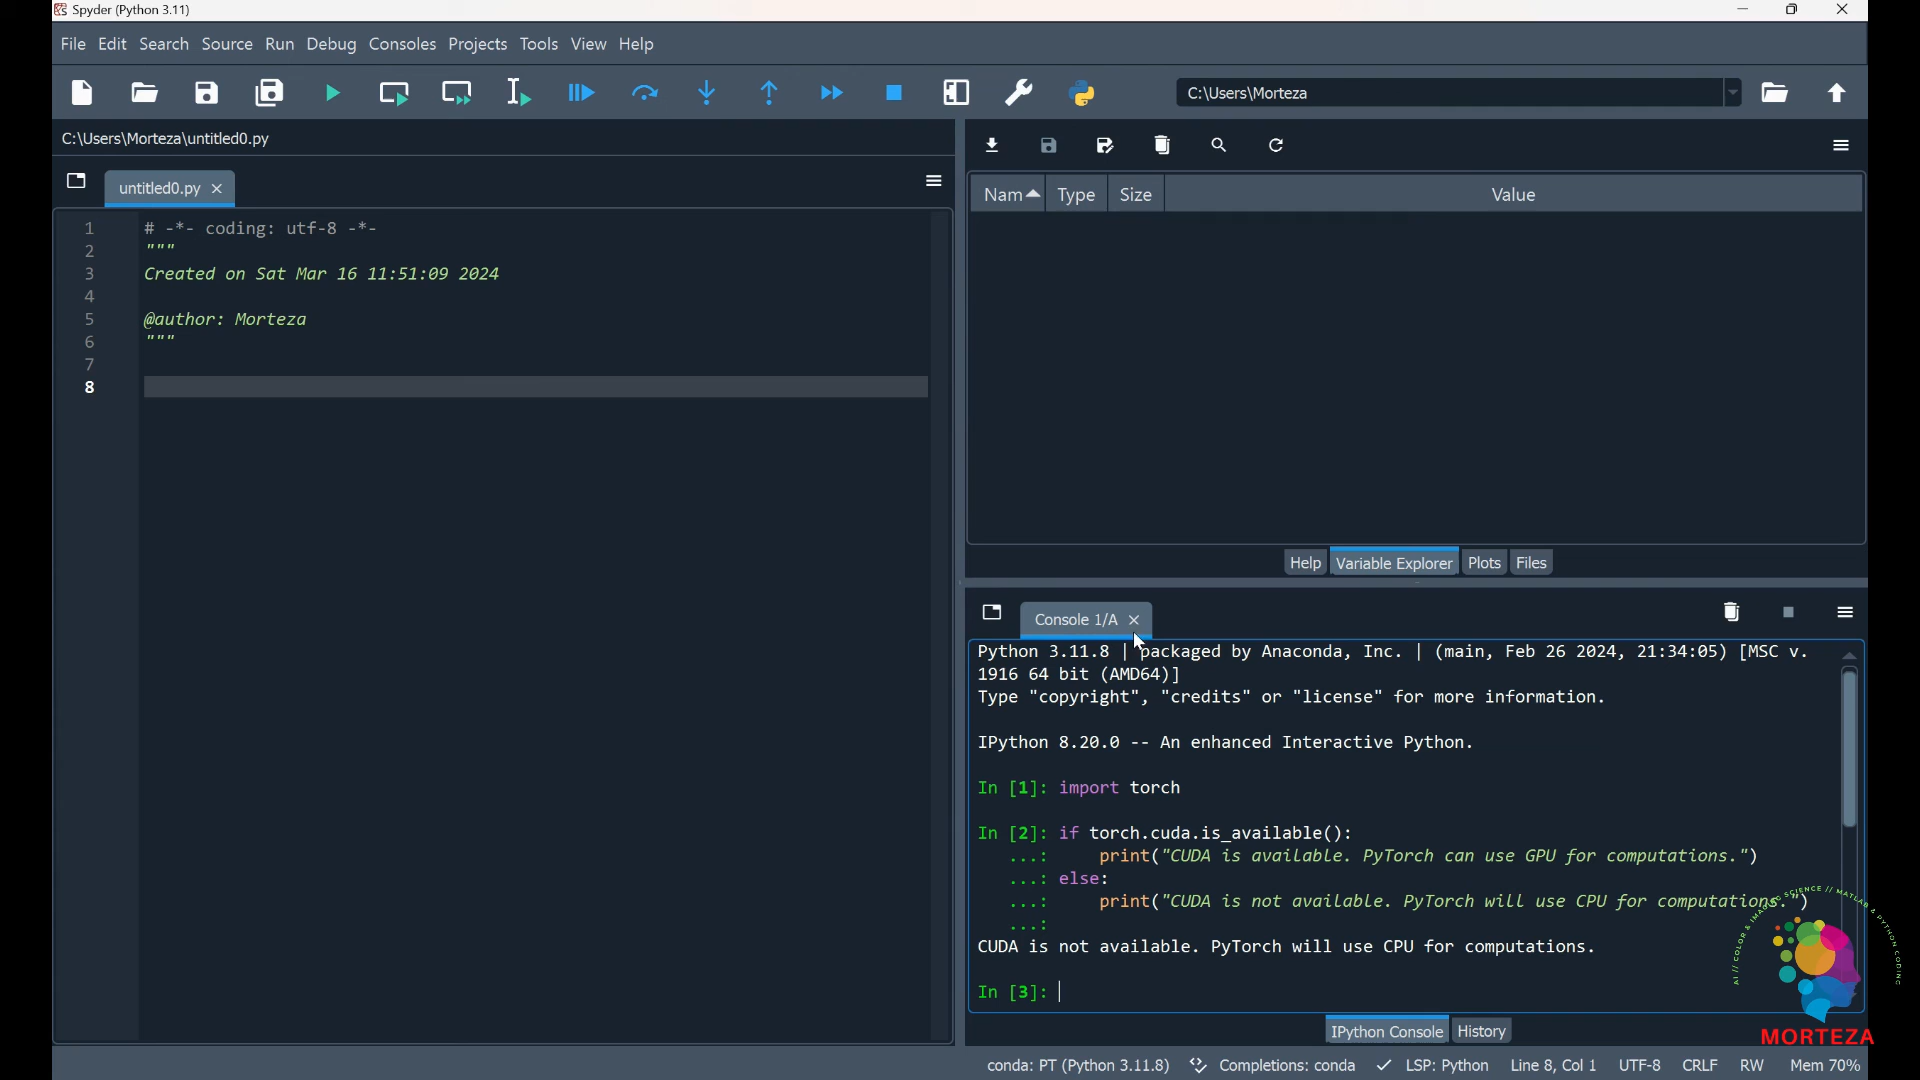 Spyder (Python 3.11)
File Edit Search Source Run Debug Consoles Projects Tools View Help
C:\Users\Morteza
C:\Users\Morteza\untitled0.py
untitled0.py
1 # -*- coding: utf-8 -*-
2 """
3 Created on Sat Mar 16 11:51:09 2024
4
5 @author: Morteza
6 """
7
8
Nam Type Size Value
Help Variable Explorer Plots Files
Console 1/A
Python 3.11.8 | packaged by Anaconda, Inc. | (main, Feb 26 2024, 21:34:05) [MSC v.
1916 64 bit (AMD64)]
Type "copyright", "credits" or "license" for more information.
IPython 8.20.0 -- An enhanced Interactive Python.
In [1]: import torch
In [2]: if torch.cuda.is_available():
...: print("CUDA is available. PyTorch can use GPU for computations.")
...: else:
...: print("CUDA is not available. PyTorch will use CPU for computations.")
...:
CUDA is not available. PyTorch will use CPU for computations.
In [3]:
AI // COLOR & IMAGING SCIENCE // MATLAB & PYTHON CODING
MORTEZA
IPython Console History
conda: PT (Python 3.11.8) Completions: conda LSP: Python Line 8, Col 1 UTF-8 CRLF RW Mem 70%